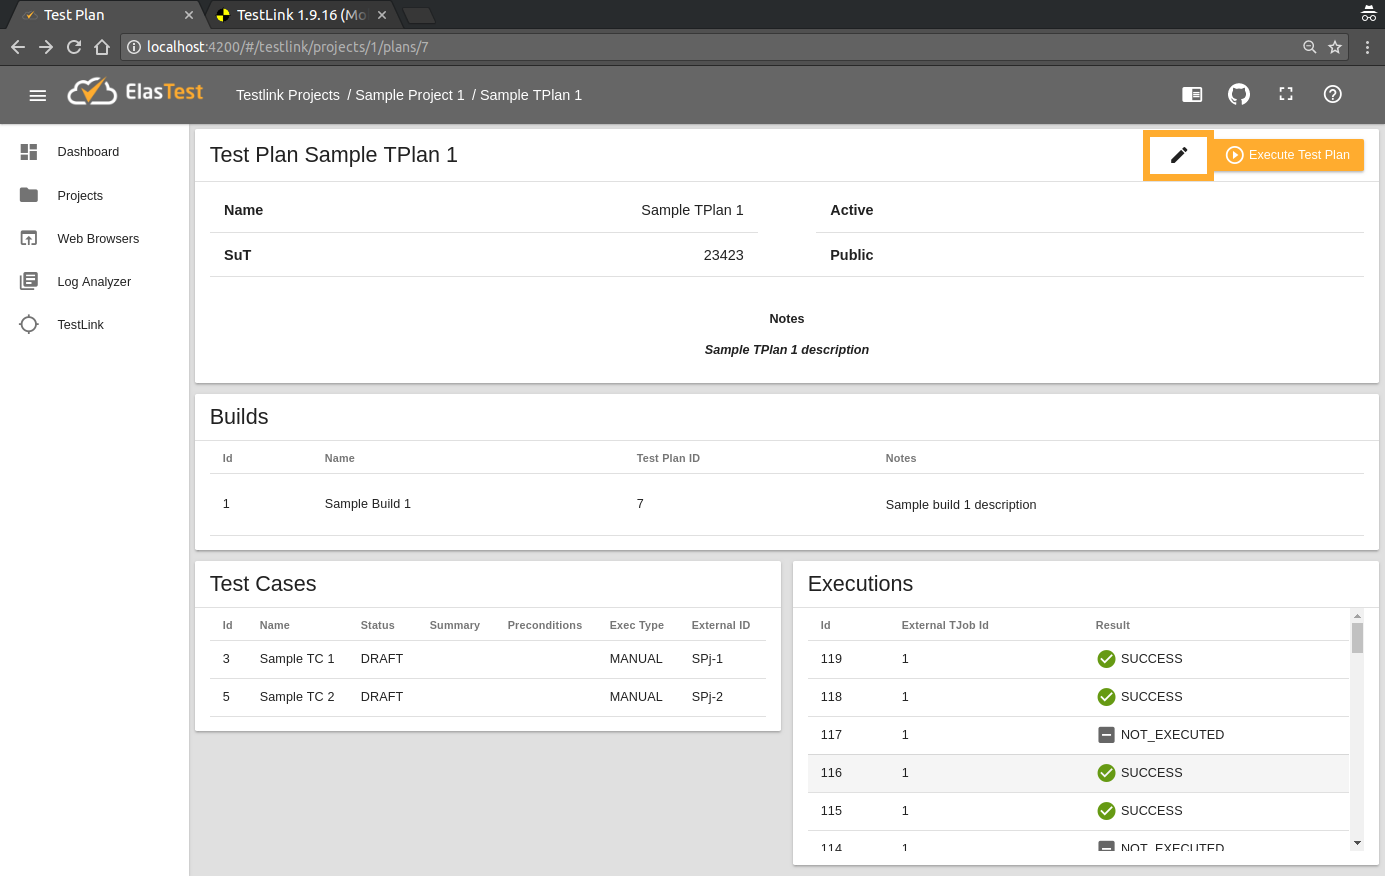 Test Plan
TestLink 1.9.16 (Mo
localhost:4200/#/testlink/projects/1/plans/7
ElasTest
Testlink Projects / Sample Project 1 / Sample TPlan 1
Dashboard
Projects
Web Browsers
Log Analyzer
TestLink
Test Plan Sample TPlan 1
Execute Test Plan
Name Sample TPlan 1 Active
SuT 23423 Public
Notes
Sample TPlan 1 description
Builds
Id Name Test Plan ID Notes
1 Sample Build 1 7 Sample build 1 description
Test Cases
Id Name Status Summary Preconditions Exec Type External ID
3 Sample TC 1 DRAFT MANUAL SPj-1
5 Sample TC 2 DRAFT MANUAL SPj-2
Executions
Id External TJob Id Result
119 1 SUCCESS
118 1 SUCCESS
117 1 NOT_EXECUTED
116 1 SUCCESS
115 1 SUCCESS
114 1 NOT_EXECUTED